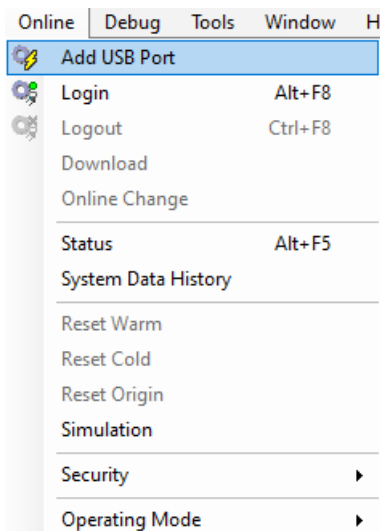 Online Debug Tools Window H
Add USB Port
Login Alt+F8
Logout Ctrl+F8
Download
Online Change
Status Alt+F5
System Data History
Reset Warm
Reset Cold
Reset Origin
Simulation
Security
Operating Mode